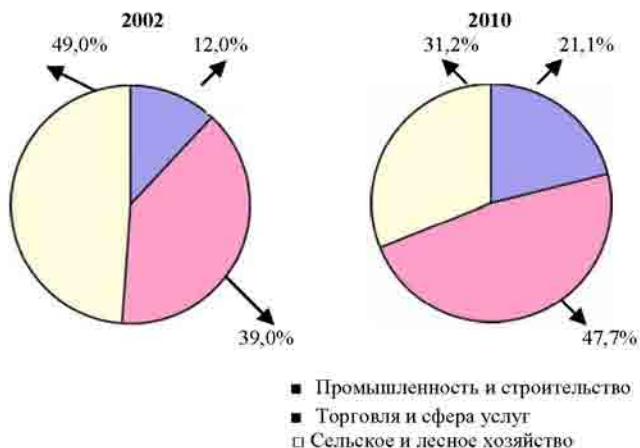 2002
2010
49,0%
12,0%
31,2%
21,1%
39,0%
47,7%
■ Промышленность и строительство
■ Торговля и сфера услуг
□ Сельское и лесное хозяйство